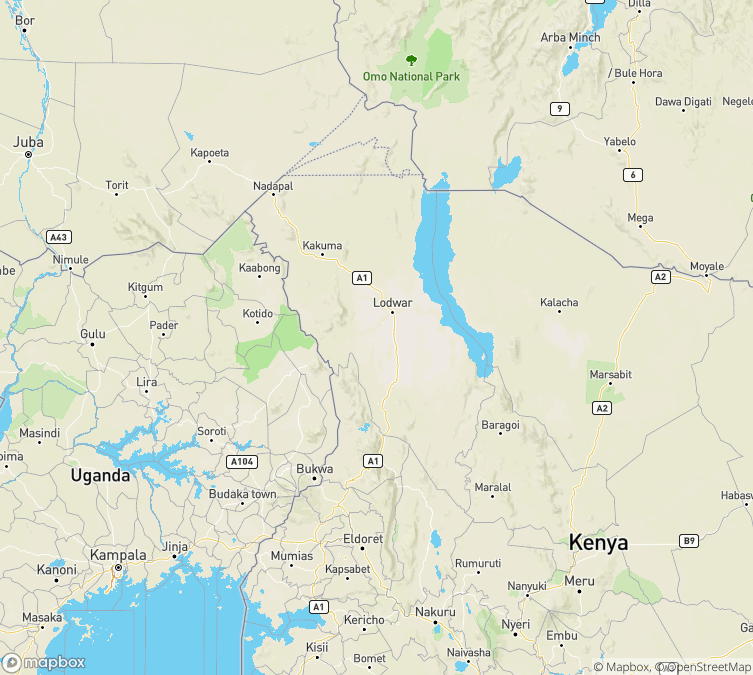 Dilla
Bor
Arba Minch
Omo National Park
/ Bule Hora
Dawa Digati
Negele
9
Juba
Yabelo
Kapoeta
6
Torit
Nadapal
Mega
A43
Kakuma
Nimule
Kaabong
A1
A2
Moyale
Kitgum
Lodwar
Kalacha
Pader
Kotido
Gulu
Marsabit
Lira
A2
Baragoi
Masindi
Soroti
A104
A1
Uganda
Bukwa
Maralal
Budaka town
Habasw
Eldoret
Kenya
B9
Kampala
Jinja
Mumias
Kanoni
Kapsabet
Rumuruti
Nanyuki
Meru
A1
Masaka
Kericho
Nakuru
Nyeri
Embu
Ga
Kisii
Bomet
Naivasha
mapbox
© Mapbox, © OpenStreetMap